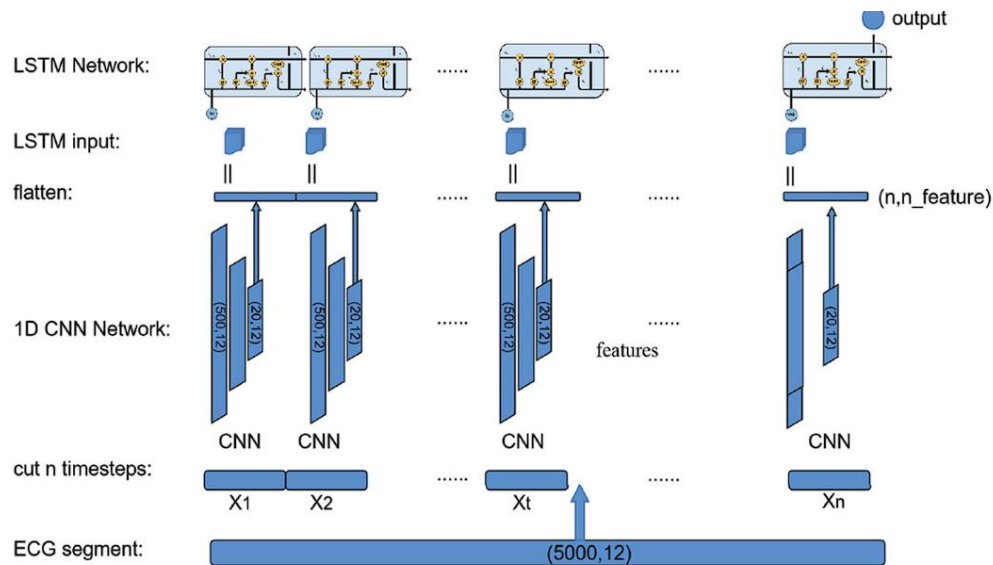 output
LSTM Network:
......
......
LSTM input:
flatten:
......
......
(n,n_feature)
1D CNN Network:
(500,12)
(20,12)
(500,12)
(20,12)
......
(500,12)
(20,12)
features
......
(20,12)
CNN
CNN
CNN
CNN
cut n timesteps:
......
......
X1
X2
Xt
Xn
ECG segment:
(5000,12)